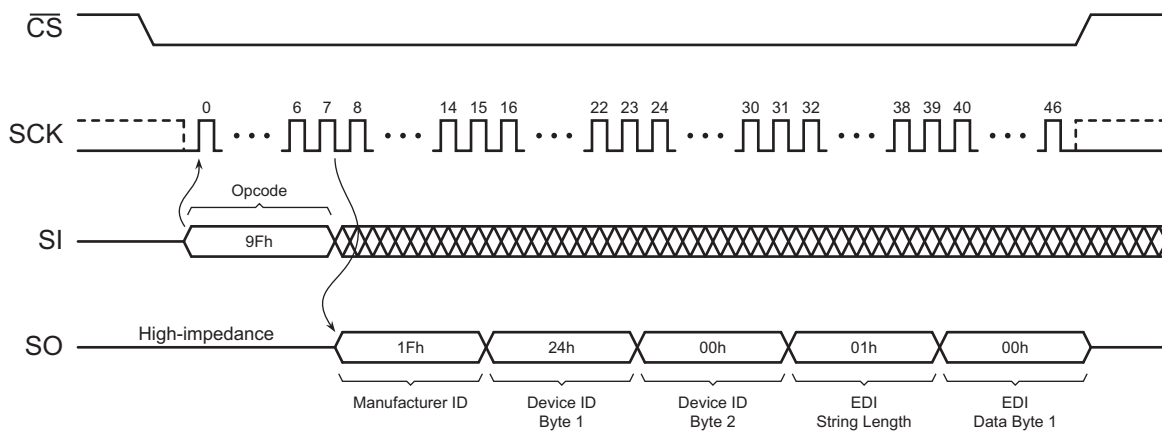 CS
0 6 7 8 14 15 16 22 23 24 30 31 32 38 39 40 46
SCK
Opcode
SI
9Fh
High-impedance
SO
1Fh 24h 00h 01h 00h
Manufacturer ID Device ID EDI EDI
Byte 1 Byte 2 String Length Data Byte 1